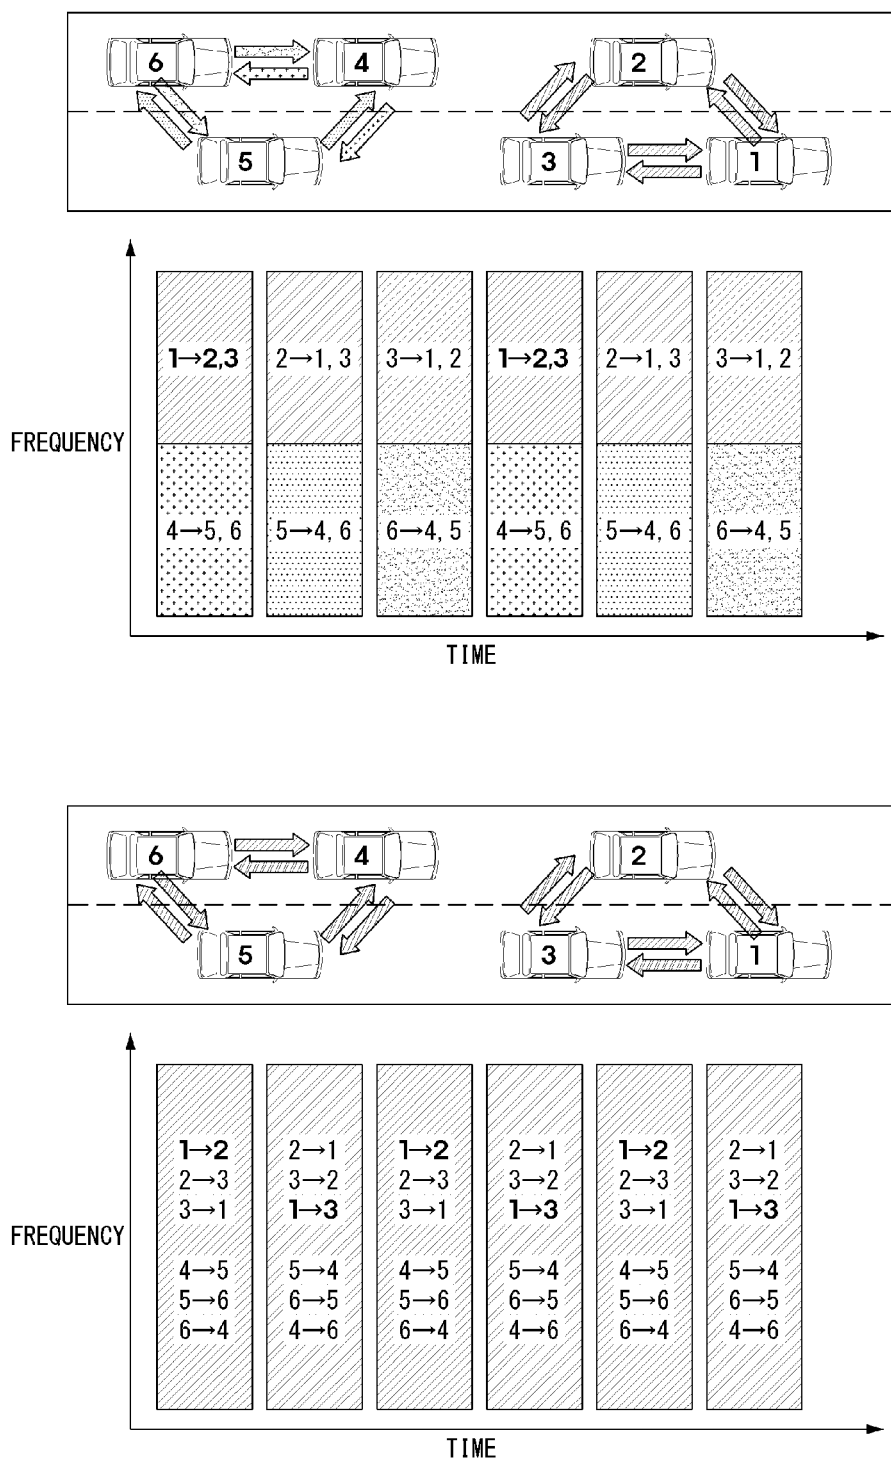 6 4 2
5 3 1
1→2,3 2→1, 3 3→1, 2 1→2,3 2→1, 3 3→1, 2
FREQUENCY
4→5, 6 5→4, 6 6→4, 5 4→5, 6 5→4, 6 6→4, 5
TIME
6 4 2
5 3 1
1→2 2→1 1→2 2→1 1→2 2→1
2→3 3→2 2→3 3→2 2→3 3→2
3→1 1→3 3→1 1→3 3→1 1→3
FREQUENCY
4→5 5→4 4→5 5→4 4→5 5→4
5→6 6→5 5→6 6→5 5→6 6→5
6→4 4→6 6→4 4→6 6→4 4→6
TIME